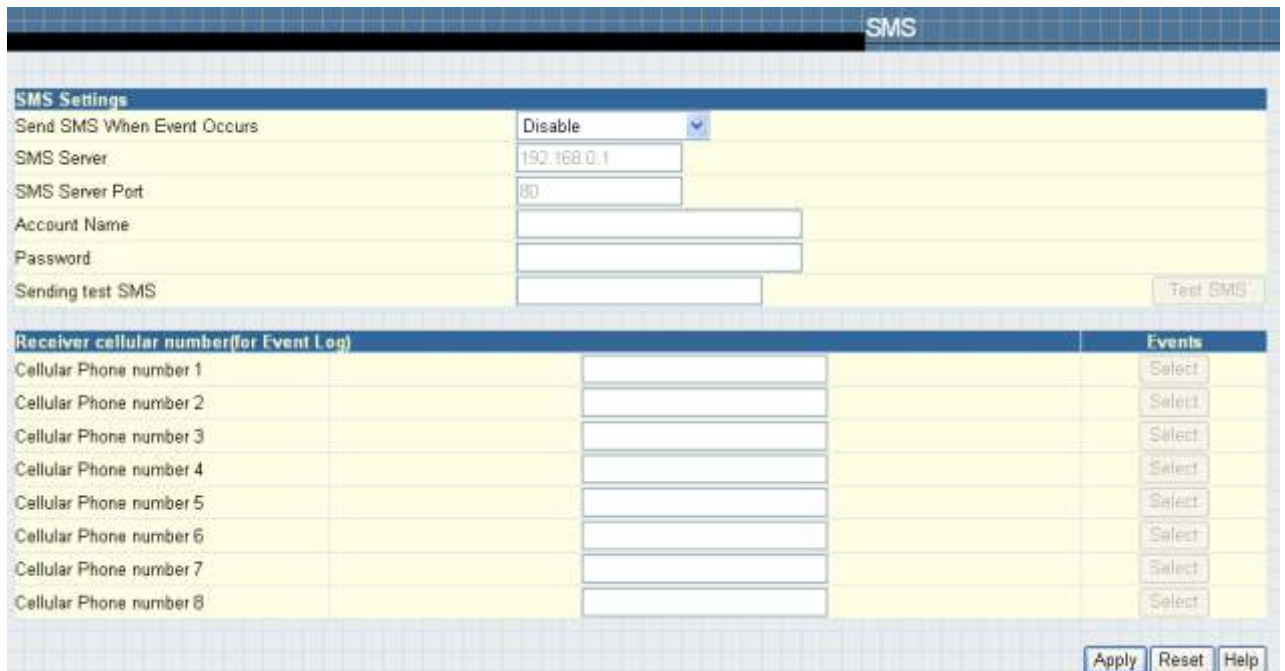 SMS
SMS Settings
Send SMS When Event Occurs Disable
SMS Server 192.168.0.1
SMS Server Port 80
Account Name
Password
Sending test SMS Test SMS
Receiver cellular number(for Event Log) Events
Cellular Phone number 1 Select
Cellular Phone number 2 Select
Cellular Phone number 3 Select
Cellular Phone number 4 Select
Cellular Phone number 5 Select
Cellular Phone number 6 Select
Cellular Phone number 7 Select
Cellular Phone number 8 Select
Apply Reset Help